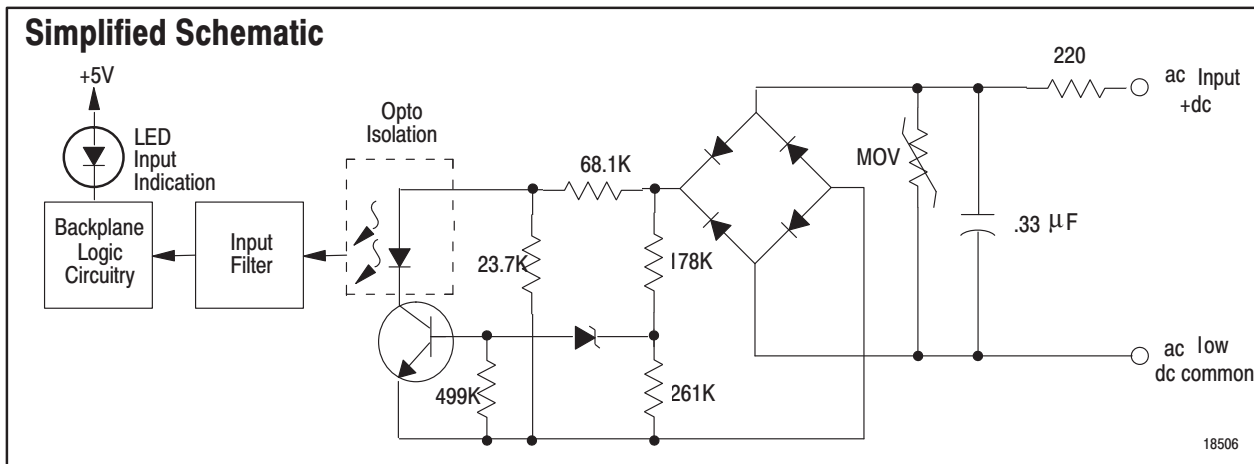 Simplified Schematic
+5V
LED
Input
Indication
Opto
Isolation
220
ac Input
+dc
68.1K
MOV
.33 µF
Backplane
Logic
Circuitry
Input
Filter
23.7K
178K
499K
261K
ac low
dc common
18506